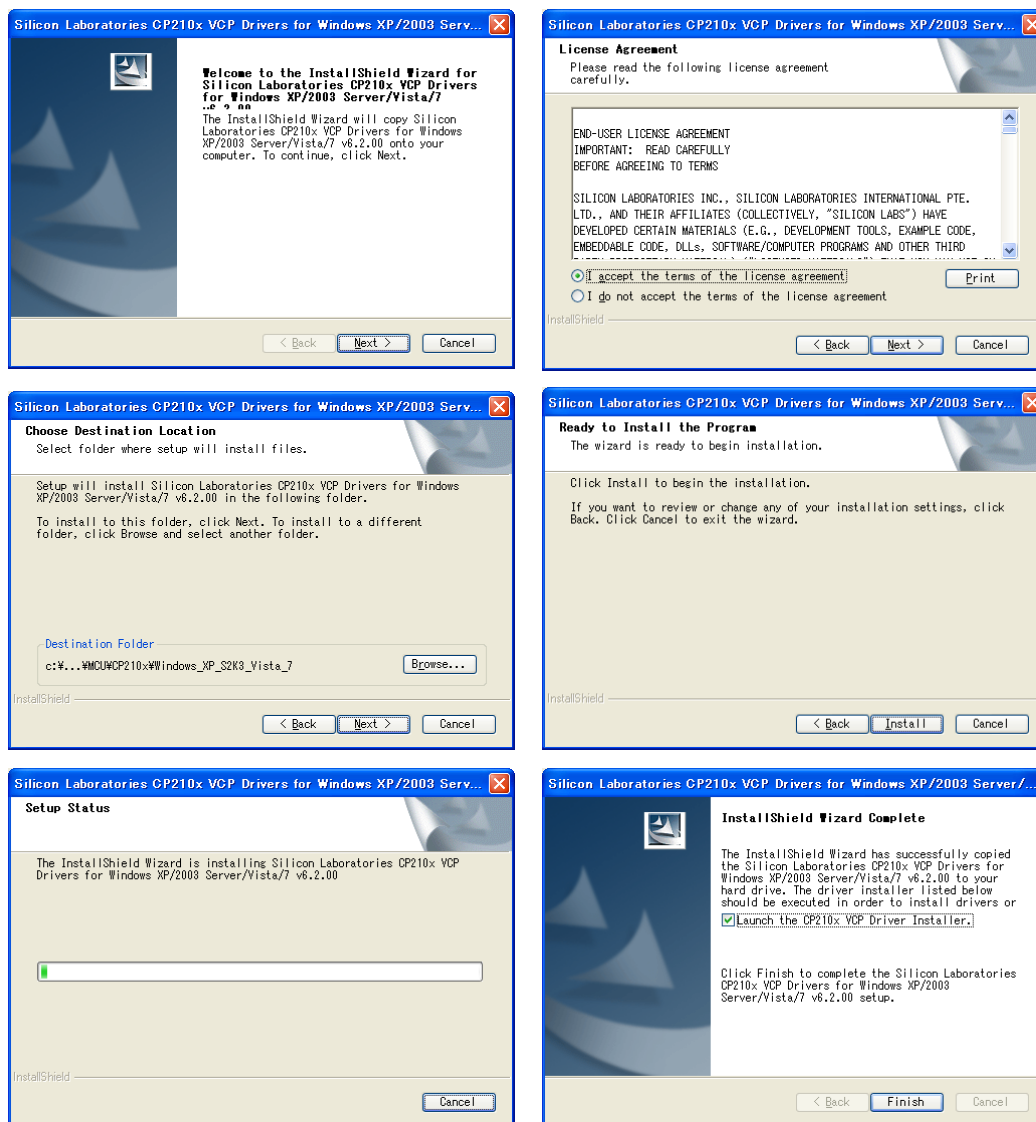 Silicon Laboratories CP210x VCP Drivers for Windows XP/2003 Serv...
Welcome to the InstallShield Wizard for
Silicon Laboratories CP210x VCP Drivers
for Windows XP/2003 Server/Vista/7
v6.2.00
The InstallShield Wizard will copy Silicon
Laboratories CP210x VCP Drivers for Windows
XP/2003 Server/Vista/7 v6.2.00 onto your
computer. To continue, click Next.
< Back
Next >
Cancel
Silicon Laboratories CP210x VCP Drivers for Windows XP/2003 Serv...
License Agreement
Please read the following license agreement
carefully.
END-USER LICENSE AGREEMENT
IMPORTANT: READ CAREFULLY
BEFORE AGREEING TO TERMS
SILICON LABORATORIES INC., SILICON LABORATORIES INTERNATIONAL PTE.
LTD., AND THEIR AFFILIATES (COLLECTIVELY, "SILICON LABS") HAVE
DEVELOPED CERTAIN MATERIALS (E.G., DEVELOPMENT TOOLS, EXAMPLE CODE,
EMBEDDABLE CODE, DLLs, SOFTWARE/COMPUTER PROGRAMS AND OTHER THIRD
I accept the terms of the license agreement
Print
I do not accept the terms of the license agreement
InstallShield
< Back
Next >
Cancel
Silicon Laboratories CP210x VCP Drivers for Windows XP/2003 Serv...
Choose Destination Location
Select folder where setup will install files.
Setup will install Silicon Laboratories CP210x VCP Drivers for Windows
XP/2003 Server/Vista/7 v6.2.00 in the following folder.
To install to this folder, click Next. To install to a different
folder, click Browse and select another folder.
Destination Folder
c:¥...¥MCU¥CP210x¥Windows_XP_S2K3_Vista_7
Browse...
InstallShield
< Back
Next >
Cancel
Silicon Laboratories CP210x VCP Drivers for Windows XP/2003 Serv...
Ready to Install the Program
The wizard is ready to begin installation.
Click Install to begin the installation.
If you want to review or change any of your installation settings, click
Back. Click Cancel to exit the wizard.
InstallShield
< Back
Install
Cancel
Silicon Laboratories CP210x VCP Drivers for Windows XP/2003 Serv...
Setup Status
The InstallShield Wizard is installing Silicon Laboratories CP210x VCP
Drivers for Windows XP/2003 Server/Vista/7 v6.2.00
InstallShield
Cancel
Silicon Laboratories CP210x VCP Drivers for Windows XP/2003 Server/...
InstallShield Wizard Complete
The InstallShield Wizard has successfully copied
the Silicon Laboratories CP210x VCP Drivers for
Windows XP/2003 Server/Vista/7 v6.2.00 to your
hard drive. The driver installer listed below
should be executed in order to install drivers or
Launch the CP210x VCP Driver Installer.
Click Finish to complete the Silicon Laboratories
CP210x VCP Drivers for Windows XP/2003
Server/Vista/7 v6.2.00 setup.
< Back
Finish
Cancel